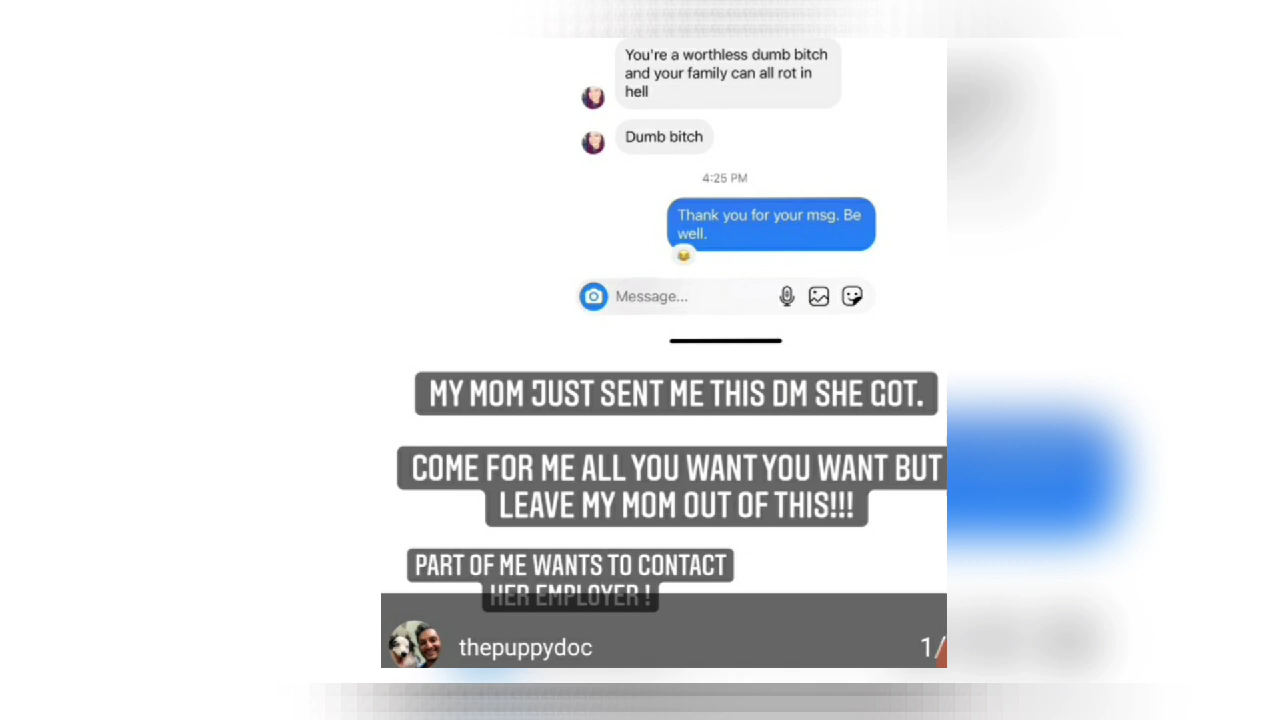 You're a worthless dumb bitch
and your family can all rot in
hell
Dumb bitch
4:25 PM
Thank you for your msg. Be
well.
Message...
MY MOM JUST SENT ME THIS DM SHE GOT.
COME FOR ME ALL YOU WANT YOU WANT BUT
LEAVE MY MOM OUT OF THIS!!!
PART OF ME WANTS TO CONTACT
HER EMPLOYER !
thepuppydoc
1/